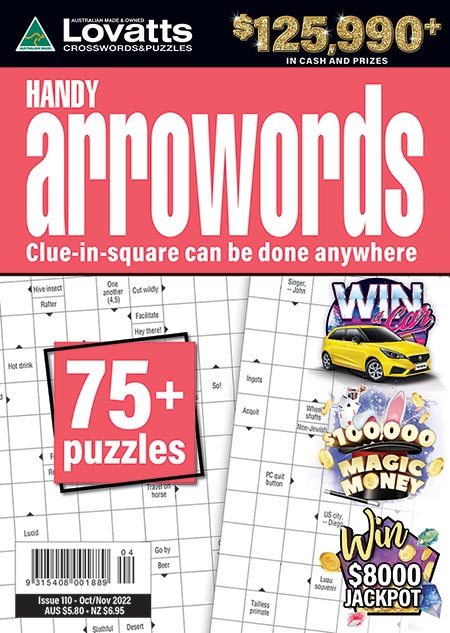 AUSTRALIAN MADE & OWNED
Lovatts
CROSSWORDS&PUZZLES
AUSTRALIAN MADE
$125,990+
IN CASH AND PRIZES
HANDY
arrowords
Clue-in-square can be done anywhere
Hive insect
One another (4,5)
Cut wildly
Rafter
Facilitate
Hey there!
Hot drink
So!
75+
puzzles
Travel on horse
Lucid
Go by
Beer
Slothful
Desert
Singer, -- John
Ingots
Acquit
Wheel shafts
Non-Jewish
PC quit button
US city, -- Diego
Luau souvenir
Tailless primate
WIN
a Car
$100,000
MAGIC
MONEY
Win
$8000
JACKPOT
04
9 315408 001889
Issue 110 - Oct/Nov 2022
AUS $5.80 - NZ $6.95